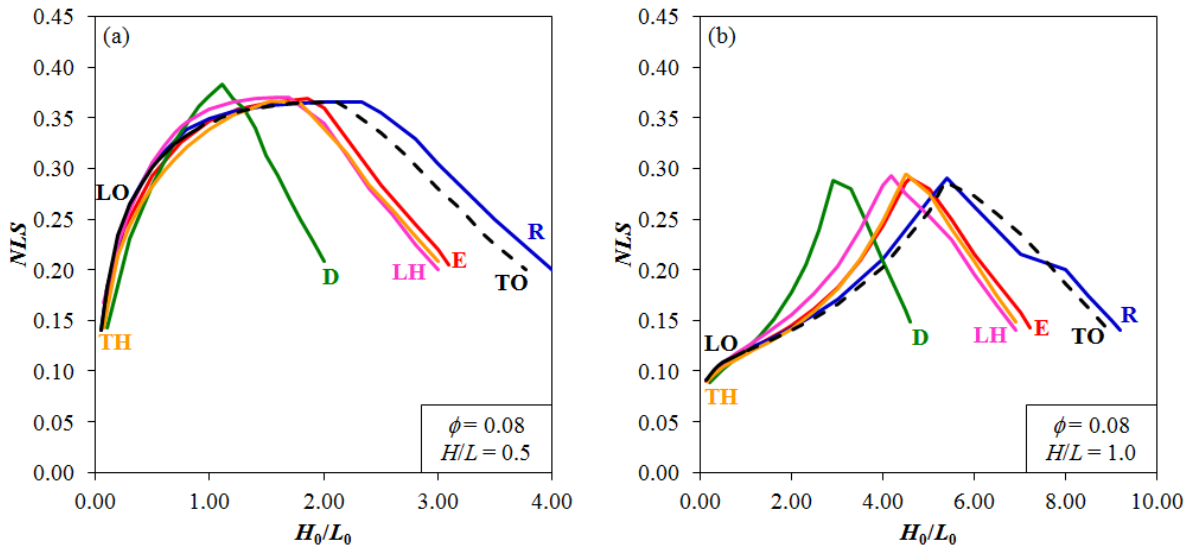 (a)
0.45
0.40
0.35
0.30
0.25
0.20
0.15
0.10
0.05
0.00
NLS
LO
TH
D
LH
E
TO
R
ϕ = 0.08
H/L = 0.5
0.00 1.00 2.00 3.00 4.00
H₀/L₀
(b)
0.45
0.40
0.35
0.30
0.25
0.20
0.15
0.10
0.05
0.00
NLS
LO
TH
D
LH
E
TO
R
ϕ = 0.08
H/L = 1.0
0.00 2.00 4.00 6.00 8.00 10.00
H₀/L₀